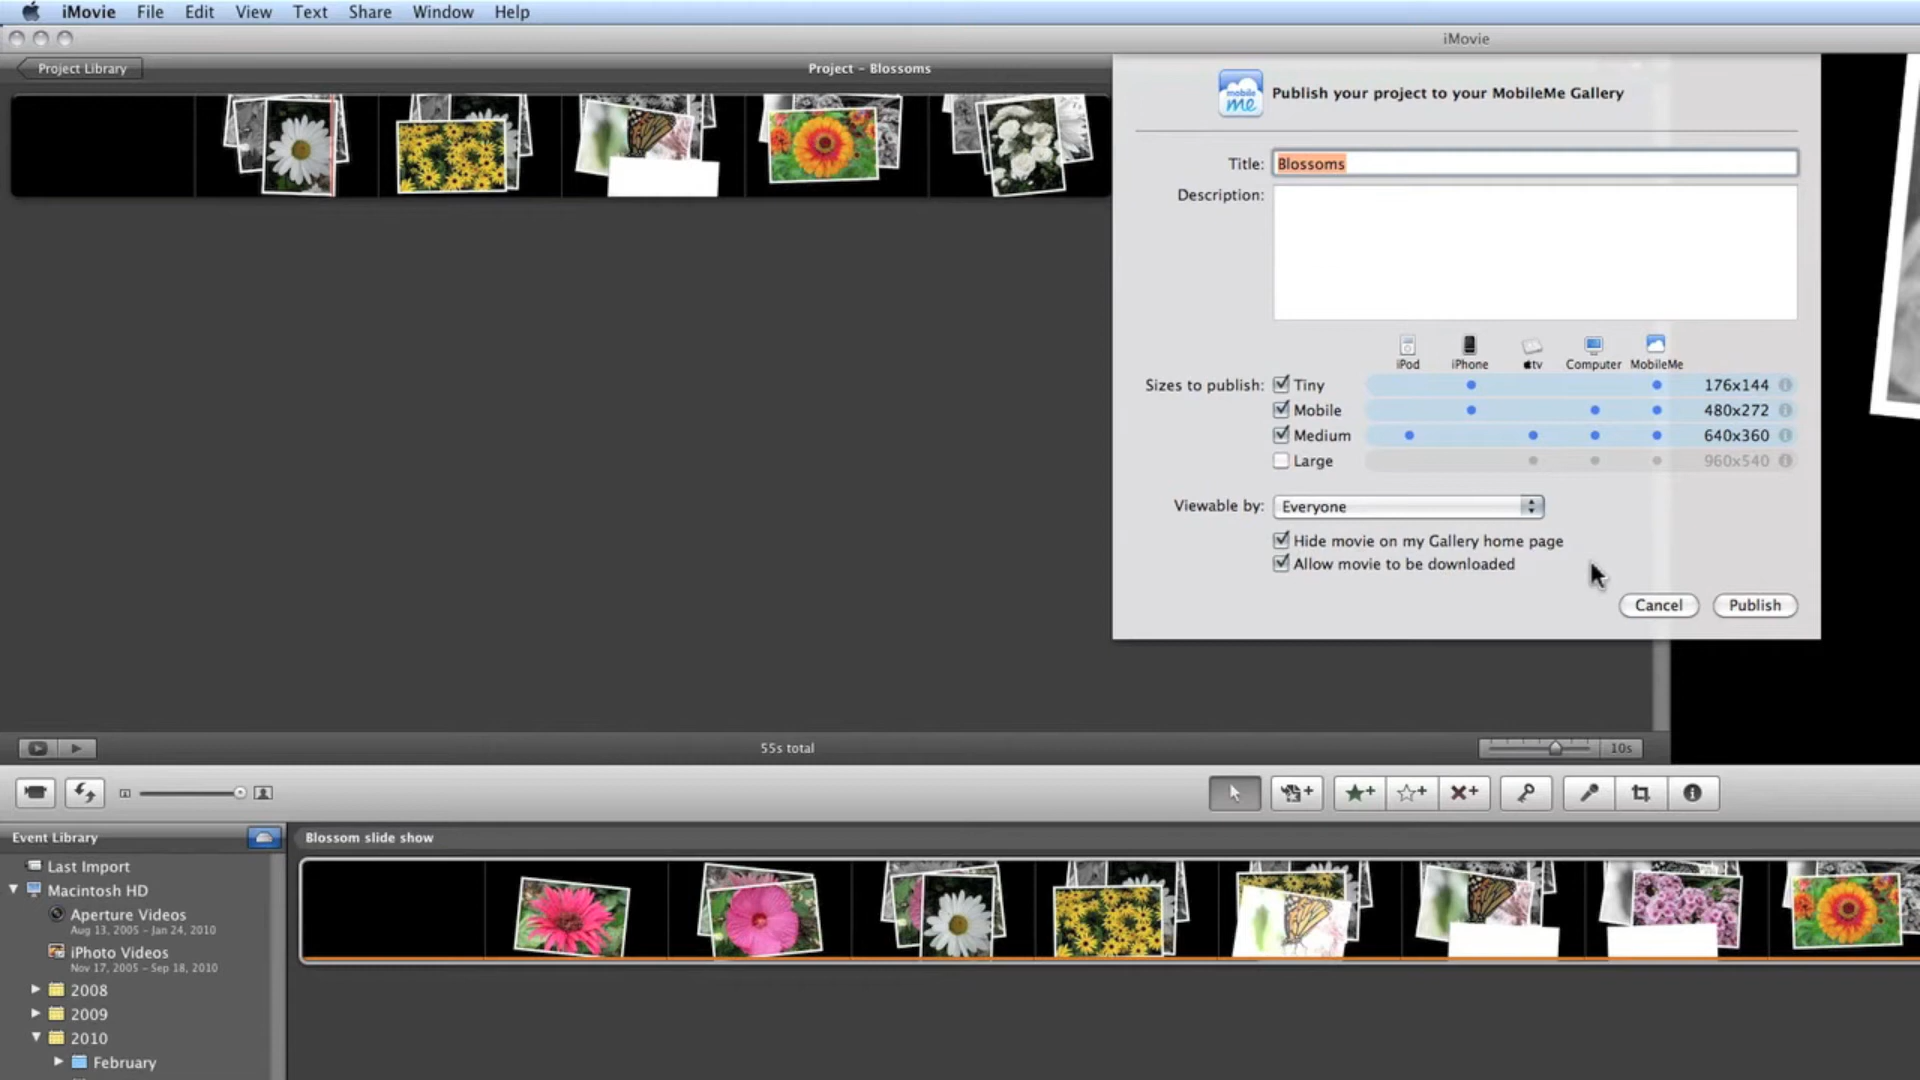 iMovie File Edit View Text Share Window Help
iMovie
Project Library
Project - Blossoms
mobile me
Publish your project to your MobileMe Gallery
Title: Blossoms
Description:
iPod iPhone tv Computer MobileMe
Sizes to publish: Tiny 176x144
Mobile 480x272
Medium 640x360
Large 960x540
Viewable by: Everyone
Hide movie on my Gallery home page
Allow movie to be downloaded
Cancel Publish
55s total
10s
Event Library
Blossom slide show
Last Import
Macintosh HD
Aperture Videos
Aug 13, 2005 – Jan 24, 2010
iPhoto Videos
Nov 17, 2005 – Sep 18, 2010
2008
2009
2010
February